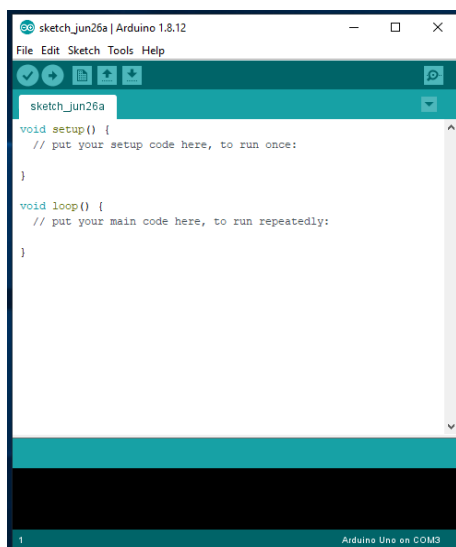 sketch_jun26a | Arduino 1.8.12
File Edit Sketch Tools Help
sketch_jun26a
void setup() {
  // put your setup code here, to run once:
}
void loop() {
  // put your main code here, to run repeatedly:
}
1 Arduino Uno on COM3